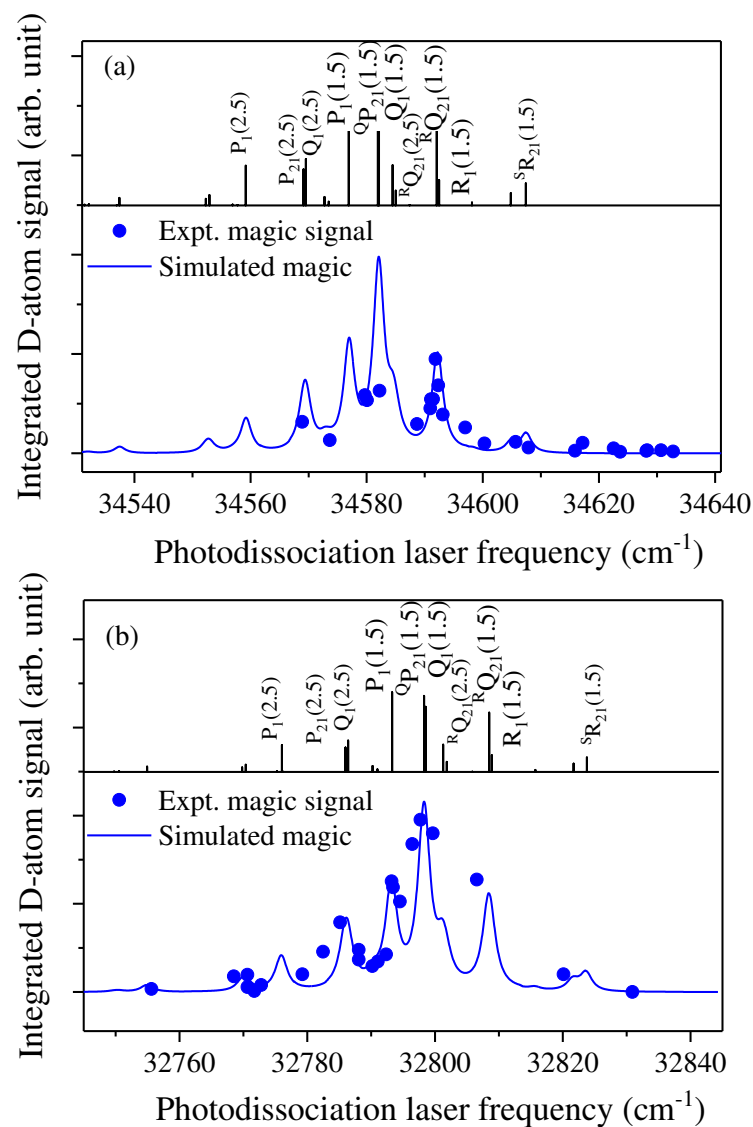 (a)
P₁(2.5)
P₂₁(2.5)
Q₁(2.5)
P₁(1.5)
ᵠP₂₁(1.5)
Q₁(1.5)
ᴿQ₂₁(2.5)
ᴿQ₂₁(1.5)
R₁(1.5)
ˢR₂₁(1.5)
Expt. magic signal
Simulated magic
Integrated D-atom signal (arb. unit)
34540 34560 34580 34600 34620 34640
Photodissociation laser frequency (cm⁻¹)
(b)
P₁(2.5)
P₂₁(2.5)
Q₁(2.5)
P₁(1.5)
ᵠP₂₁(1.5)
Q₁(1.5)
ᴿQ₂₁(2.5)
ᴿQ₂₁(1.5)
R₁(1.5)
ˢR₂₁(1.5)
Expt. magic signal
Simulated magic
Integrated D-atom signal (arb. unit)
32760 32780 32800 32820 32840
Photodissociation laser frequency (cm⁻¹)